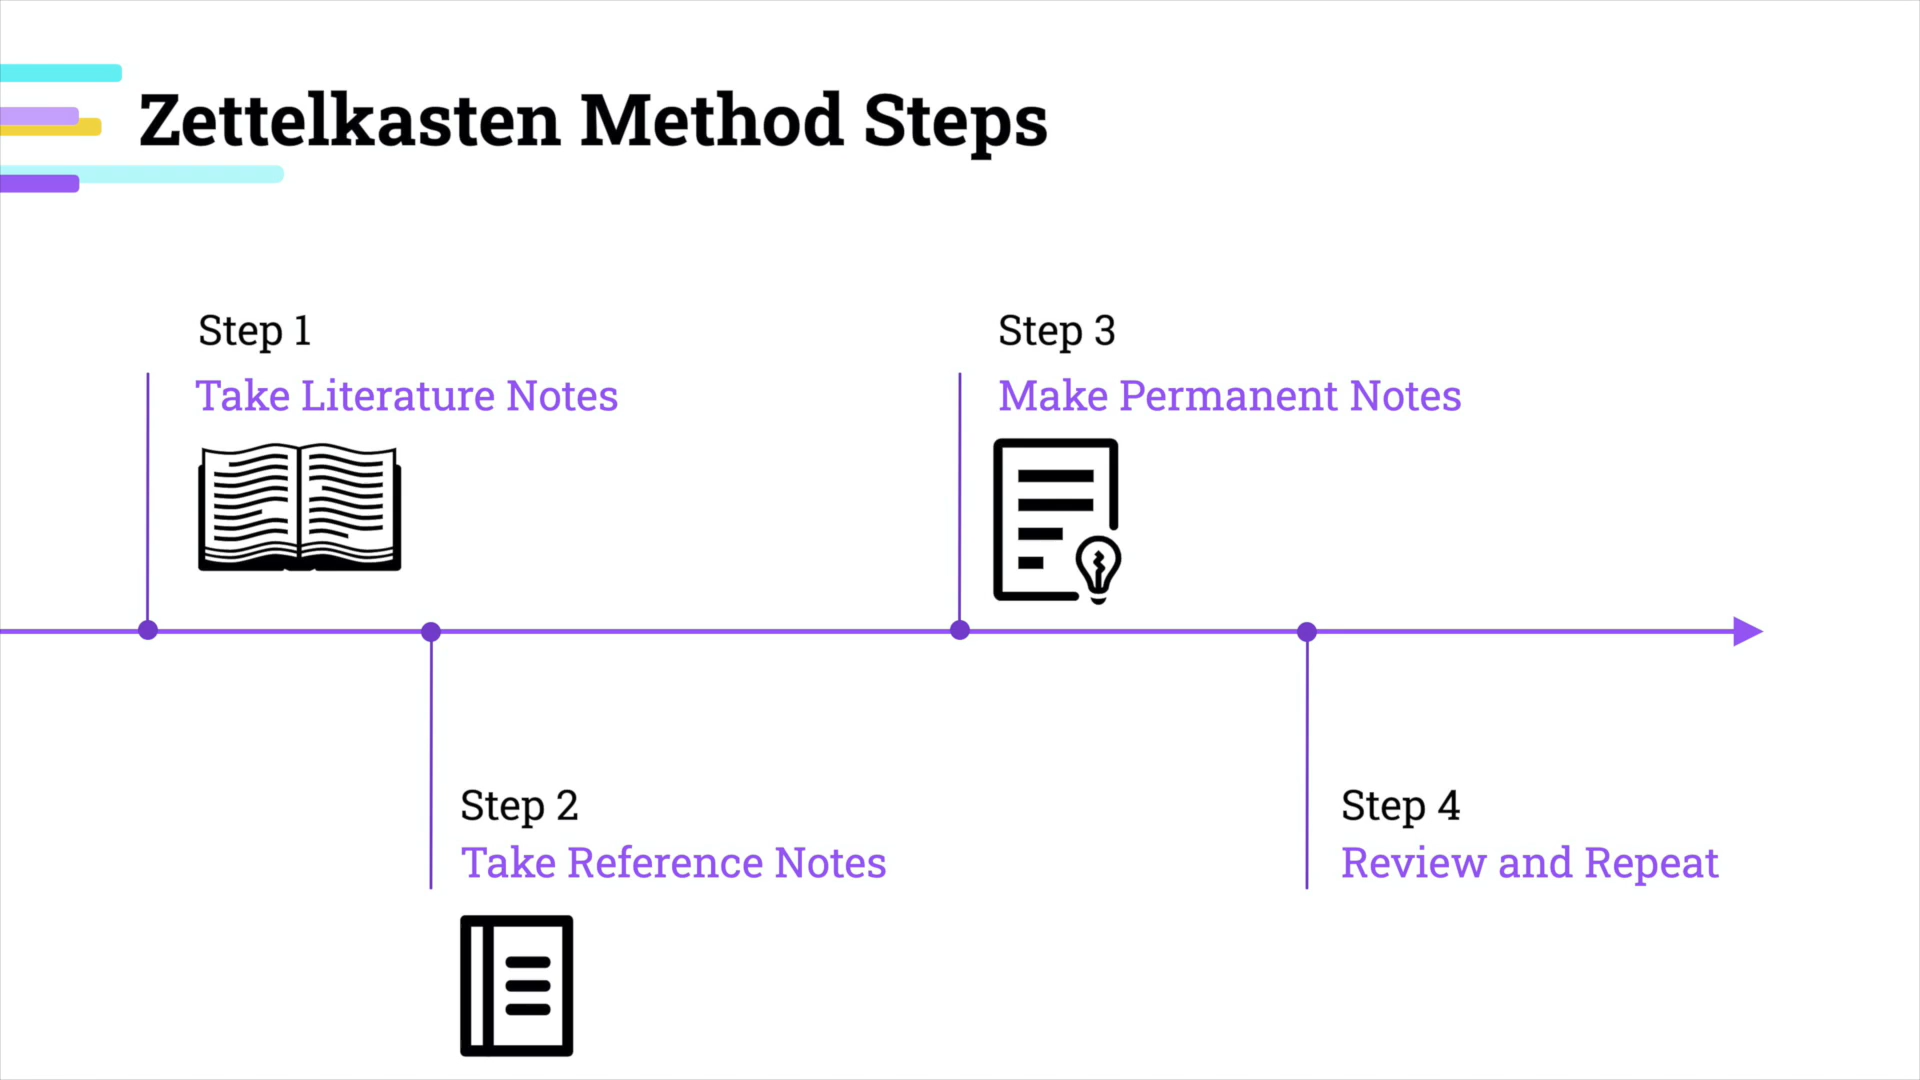 Zettelkasten Method Steps
Step 1
Take Literature Notes
Step 2
Take Reference Notes
Step 3
Make Permanent Notes
Step 4
Review and Repeat